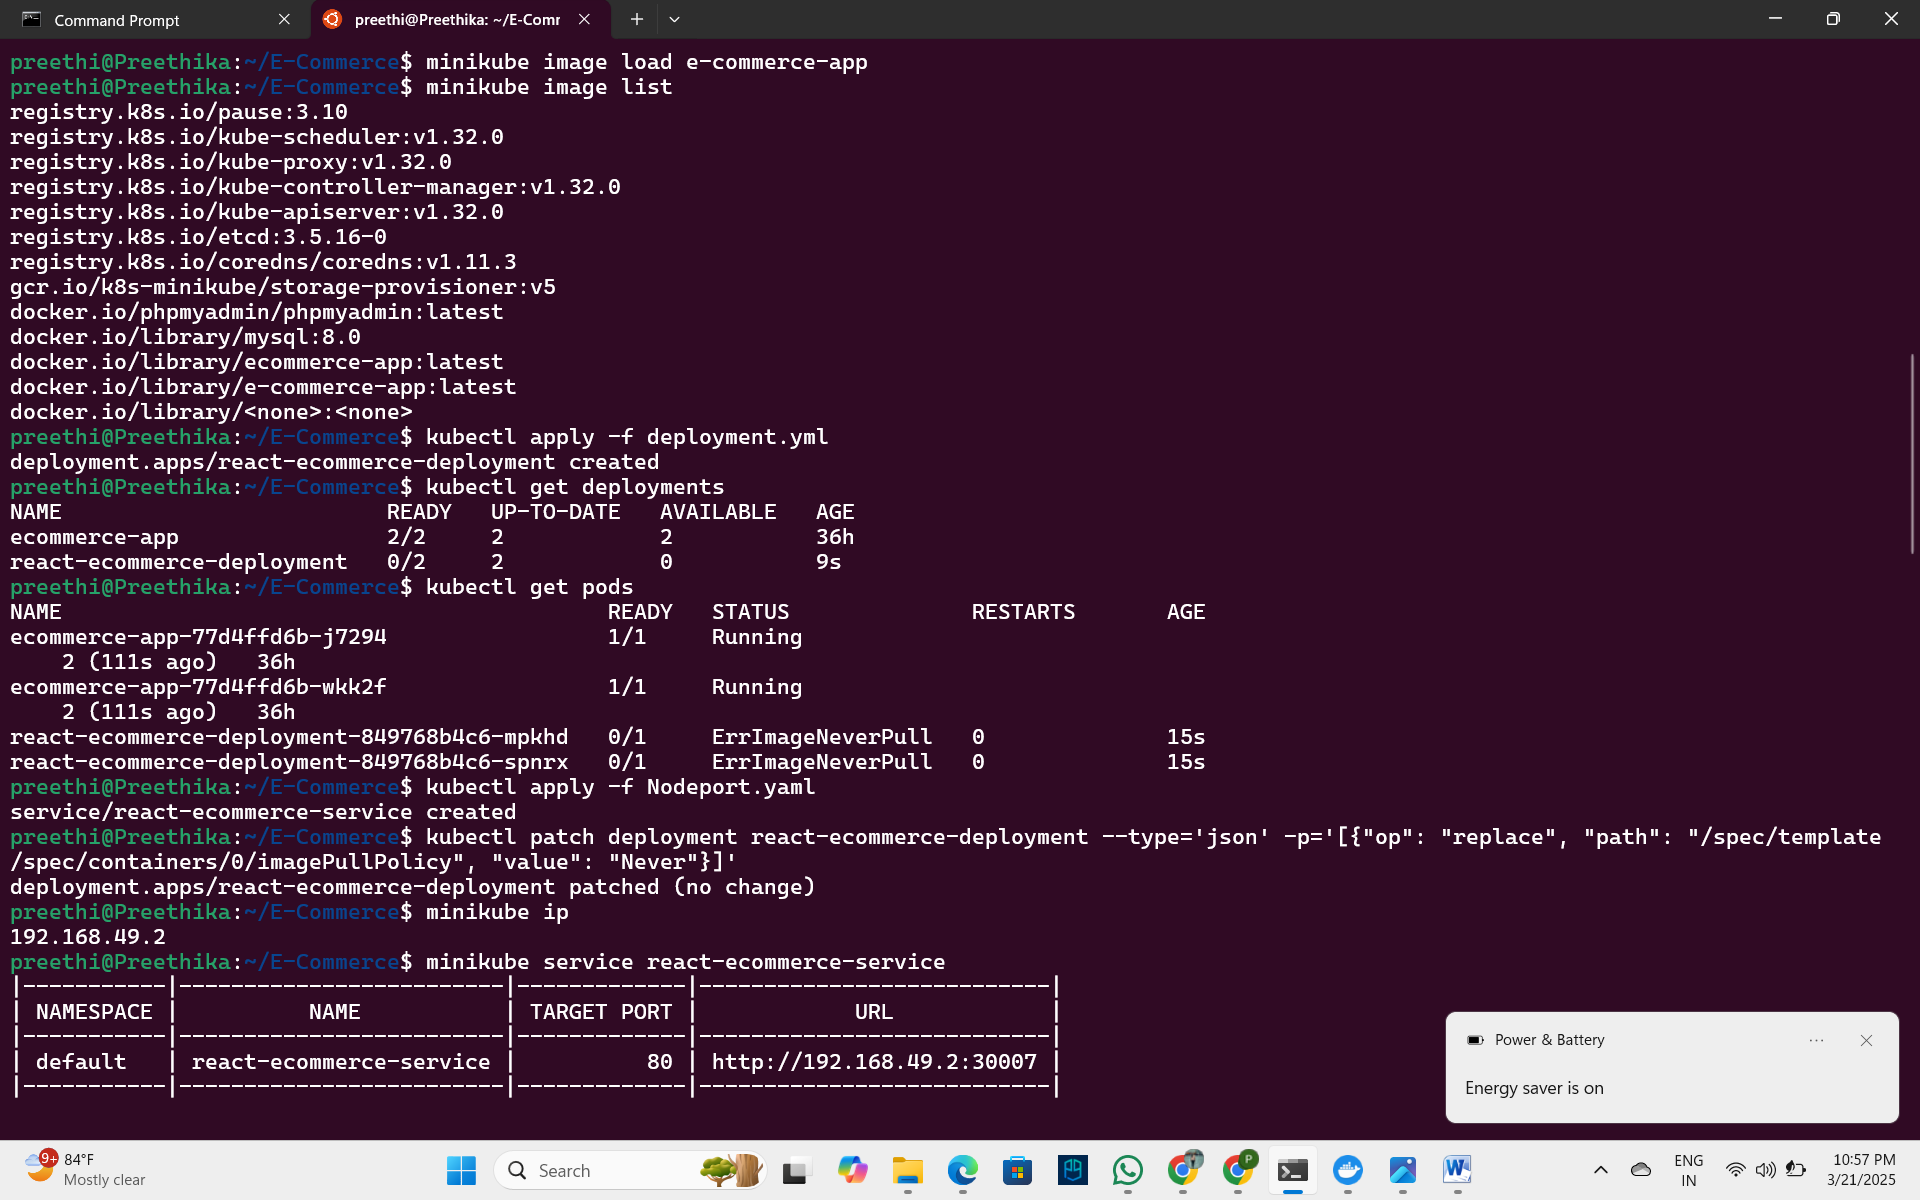 Command Prompt
preethi@Preethika: ~/E-Comr
preethi@Preethika:~/E-Commerce$ minikube image load e-commerce-app
preethi@Preethika:~/E-Commerce$ minikube image list
registry.k8s.io/pause:3.10
registry.k8s.io/kube-scheduler:v1.32.0
registry.k8s.io/kube-proxy:v1.32.0
registry.k8s.io/kube-controller-manager:v1.32.0
registry.k8s.io/kube-apiserver:v1.32.0
registry.k8s.io/etcd:3.5.16-0
registry.k8s.io/coredns/coredns:v1.11.3
gcr.io/k8s-minikube/storage-provisioner:v5
docker.io/phpmyadmin/phpmyadmin:latest
docker.io/library/mysql:8.0
docker.io/library/ecommerce-app:latest
docker.io/library/e-commerce-app:latest
docker.io/library/<none>:<none>
preethi@Preethika:~/E-Commerce$ kubectl apply -f deployment.yml
deployment.apps/react-ecommerce-deployment created
preethi@Preethika:~/E-Commerce$ kubectl get deployments
NAME                         READY   UP-TO-DATE   AVAILABLE   AGE
ecommerce-app                2/2     2            2           36h
react-ecommerce-deployment   0/2     2            0           9s
preethi@Preethika:~/E-Commerce$ kubectl get pods
NAME                                          READY   STATUS              RESTARTS       AGE
ecommerce-app-77d4ffd6b-j7294                 1/1     Running
    2 (111s ago)   36h
ecommerce-app-77d4ffd6b-wkk2f                 1/1     Running
    2 (111s ago)   36h
react-ecommerce-deployment-849768b4c6-mpkhd   0/1     ErrImageNeverPull   0              15s
react-ecommerce-deployment-849768b4c6-spnrx   0/1     ErrImageNeverPull   0              15s
preethi@Preethika:~/E-Commerce$ kubectl apply -f Nodeport.yaml
service/react-ecommerce-service created
preethi@Preethika:~/E-Commerce$ kubectl patch deployment react-ecommerce-deployment --type='json' -p='[{"op": "replace", "path": "/spec/template
/spec/containers/0/imagePullPolicy", "value": "Never"}]'
deployment.apps/react-ecommerce-deployment patched (no change)
preethi@Preethika:~/E-Commerce$ minikube ip
192.168.49.2
preethi@Preethika:~/E-Commerce$ minikube service react-ecommerce-service
|-----------|-------------------------|-------------|---------------------------|
| NAMESPACE |          NAME           | TARGET PORT |            URL            |
|-----------|-------------------------|-------------|---------------------------|
| default   | react-ecommerce-service |          80 | http://192.168.49.2:30007 |
|-----------|-------------------------|-------------|---------------------------|
Power & Battery
Energy saver is on
9+
84°F
Mostly clear
Search
P
ENG
IN
10:57 PM
3/21/2025